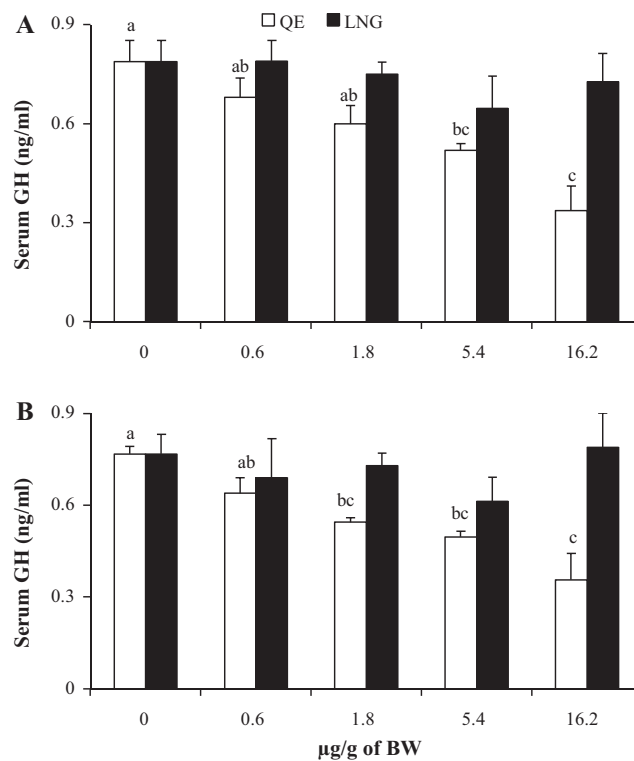 A
QE LNG
0.9
0.6
0.3
0
Serum GH (ng/ml)
a
ab
ab
bc
c
0 0.6 1.8 5.4 16.2
B
0.9
0.6
0.3
0
Serum GH (ng/ml)
a
ab
bc
bc
c
0 0.6 1.8 5.4 16.2
μg/g of BW